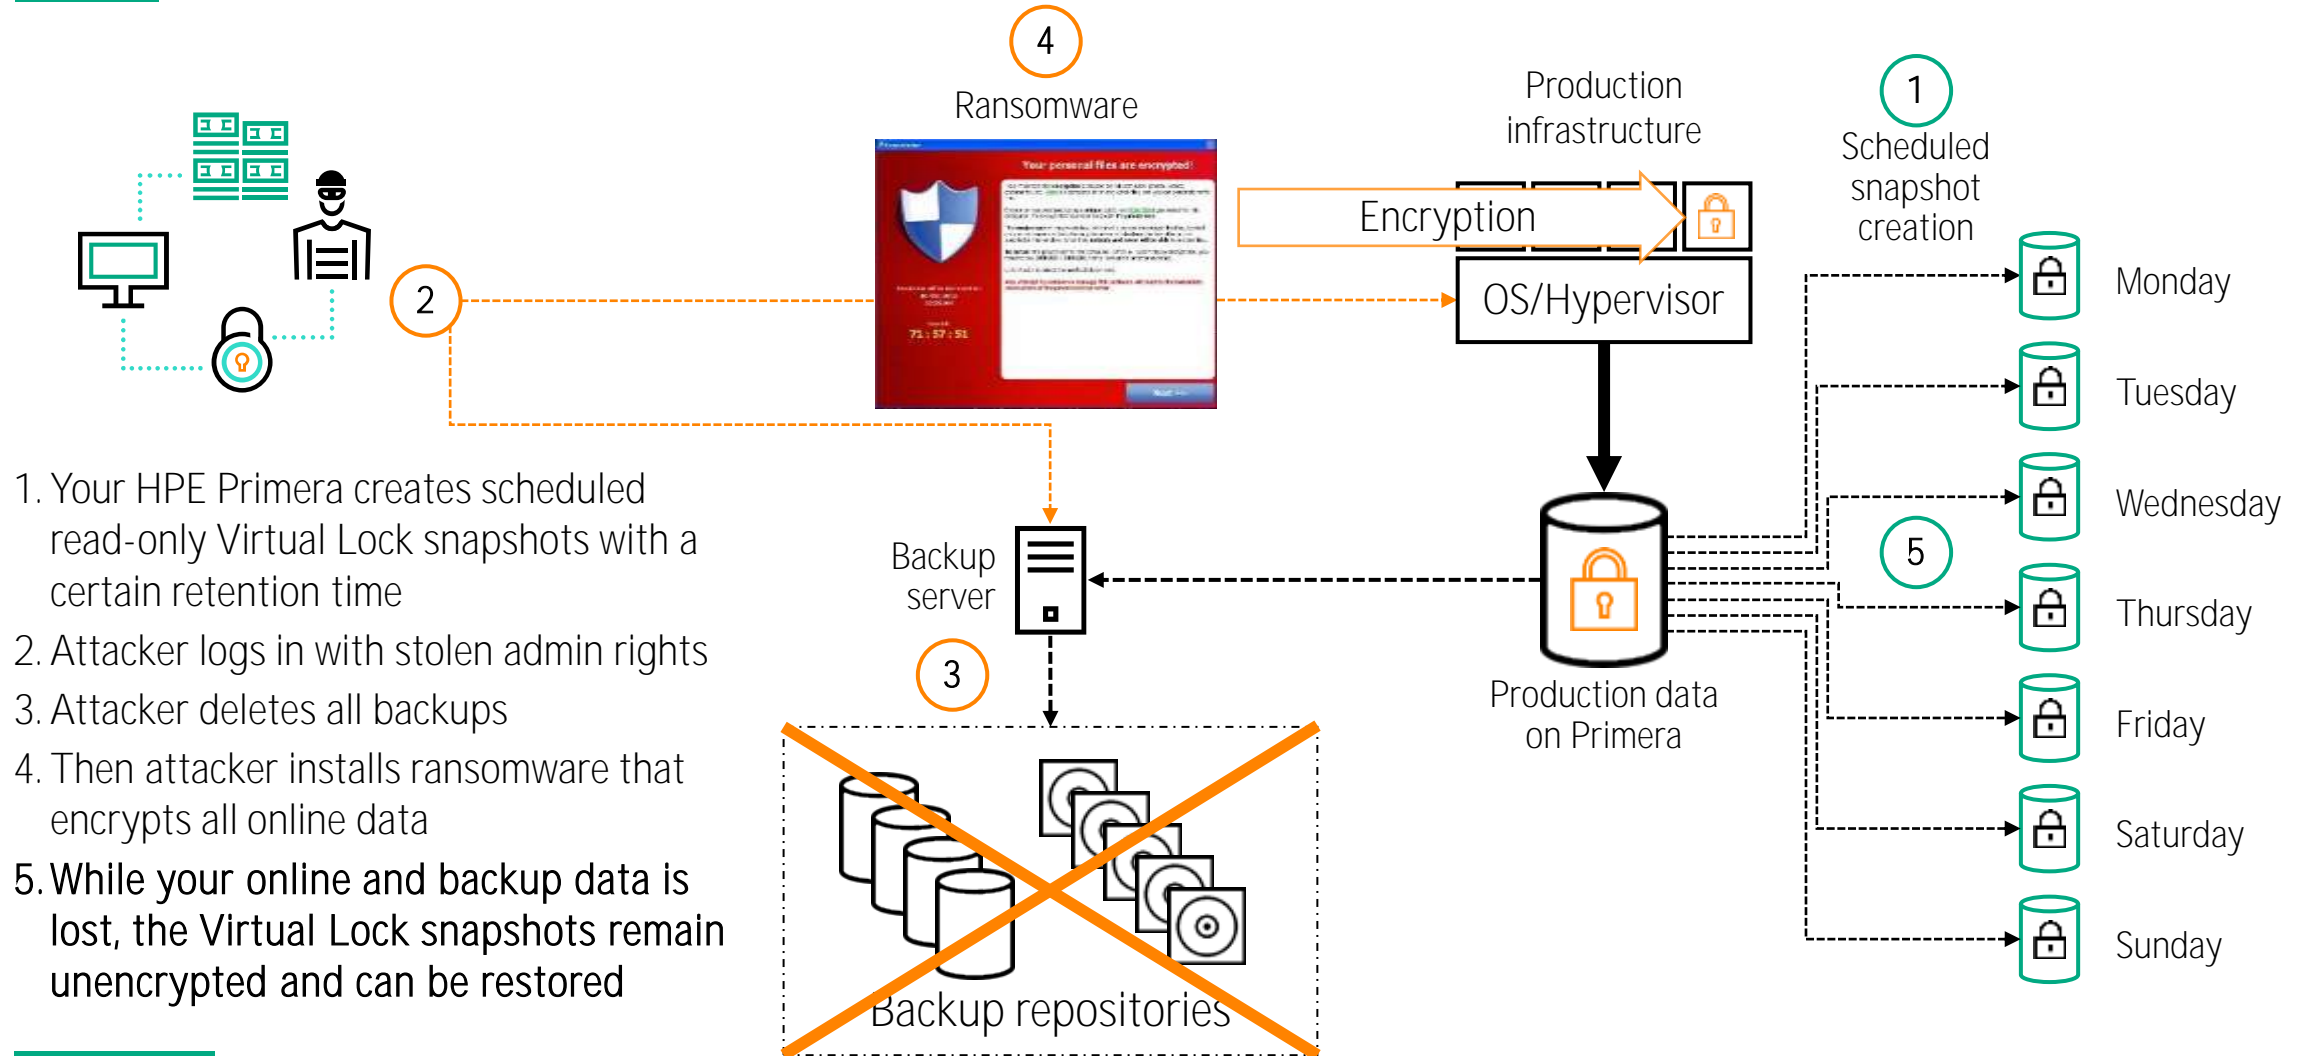 4
Ransomware
Your personal files are encrypted!
71 : 57 : 51
Production
infrastructure
Encryption
OS/Hypervisor
1
Scheduled
snapshot
creation
Monday
Tuesday
Wednesday
Thursday
Friday
Saturday
Sunday
2
5
1. Your HPE Primera creates scheduled
read-only Virtual Lock snapshots with a
certain retention time
2. Attacker logs in with stolen admin rights
3. Attacker deletes all backups
4. Then attacker installs ransomware that
encrypts all online data
5. While your online and backup data is
lost, the Virtual Lock snapshots remain
unencrypted and can be restored
Backup
server
3
Production data
on Primera
Backup repositories